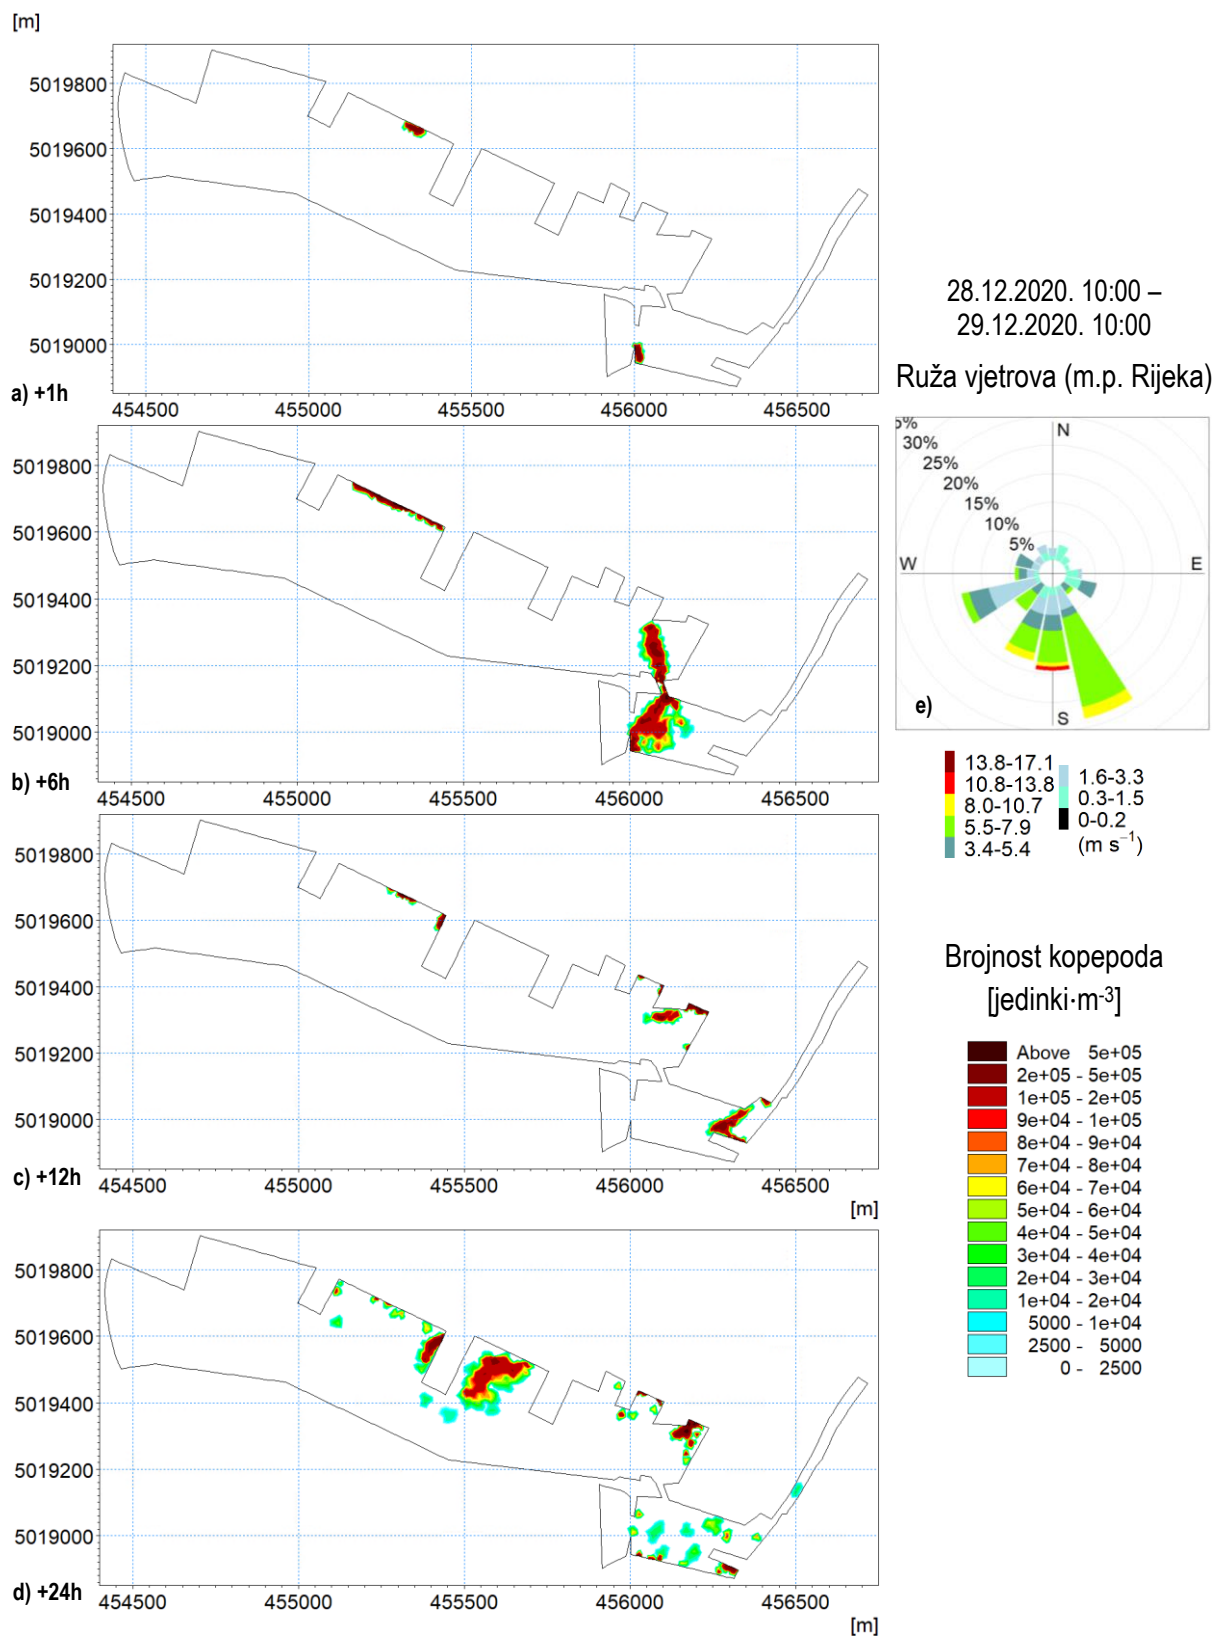 [m]
5019800
5019600
5019400
5019200
5019000
a) +1h
454500 455000 455500 456000 456500
5019800
5019600
5019400
5019200
5019000
b) +6h
454500 455000 455500 456000 456500
5019800
5019600
5019400
5019200
5019000
c) +12h
454500 455000 455500 456000 456500
[m]
5019800
5019600
5019400
5019200
5019000
d) +24h
454500 455000 455500 456000 456500
[m]
28.12.2020. 10:00 –
29.12.2020. 10:00
Ruža vjetrova (m.p. Rijeka)
5%
30%
25%
20%
15%
10%
5%
N
W
E
S
e)
13.8-17.1
10.8-13.8
8.0-10.7
5.5-7.9
3.4-5.4
1.6-3.3
0.3-1.5
0-0.2
(m s⁻¹)
Brojnost kopepoda
[jedinki·m⁻³]
Above 5e+05
2e+05 - 5e+05
1e+05 - 2e+05
9e+04 - 1e+05
8e+04 - 9e+04
7e+04 - 8e+04
6e+04 - 7e+04
5e+04 - 6e+04
4e+04 - 5e+04
3e+04 - 4e+04
2e+04 - 3e+04
1e+04 - 2e+04
5000 - 1e+04
2500 - 5000
0 - 2500